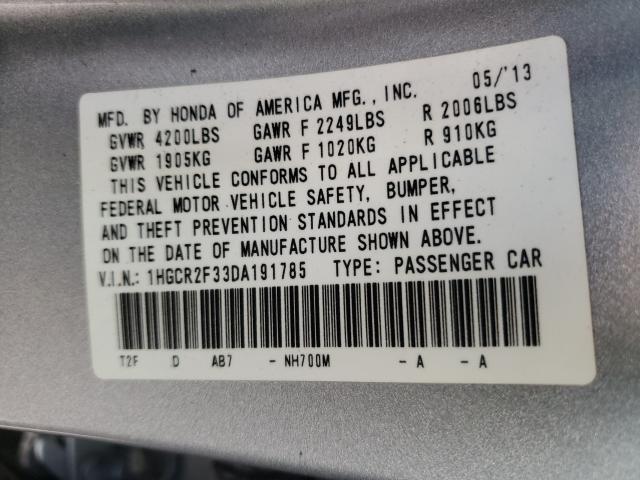 MFD. BY HONDA OF AMERICA MFG., INC. 05/'13
GVWR 4200LBS GAWR F 2249LBS R 2006LBS
GVWR 1905KG GAWR F 1020KG R 910KG
THIS VEHICLE CONFORMS TO ALL APPLICABLE
FEDERAL MOTOR VEHICLE SAFETY, BUMPER,
AND THEFT PREVENTION STANDARDS IN EFFECT
ON THE DATE OF MANUFACTURE SHOWN ABOVE.
V.I.N.: 1HGCR2F33DA191785 TYPE: PASSENGER CAR
T2F D AB7 - NH700M - A - A